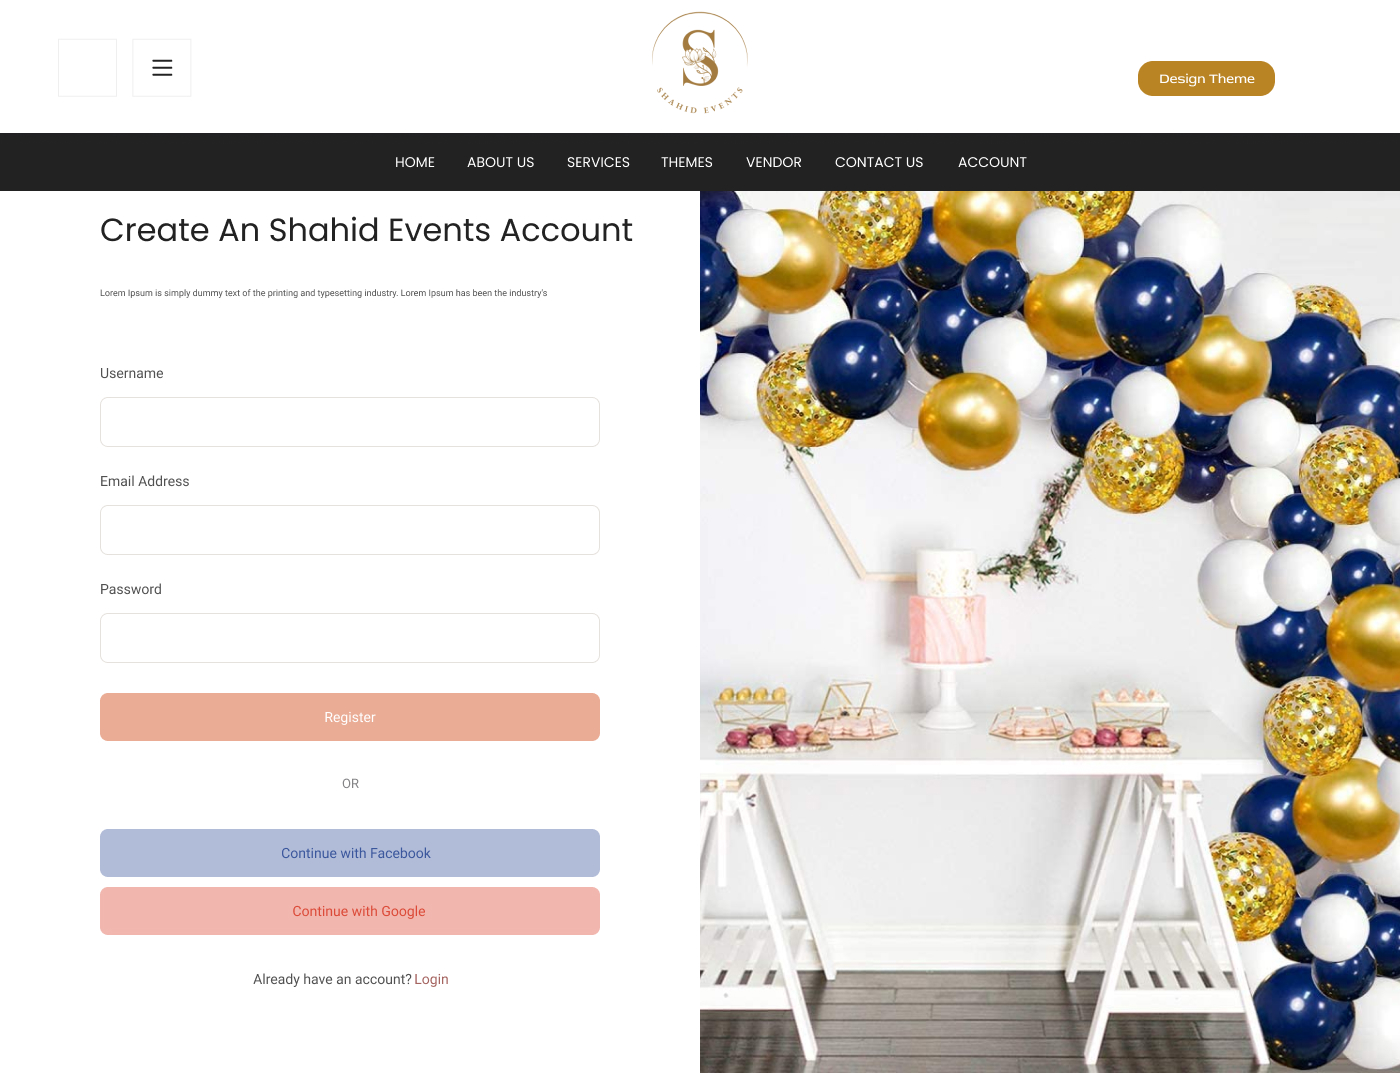 S
SHAHID EVENTS
Design Theme
HOME ABOUT US SERVICES THEMES VENDOR CONTACT US ACCOUNT
Create An Shahid Events Account
Lorem Ipsum is simply dummy text of the printing and typesetting industry. Lorem Ipsum has been the industry's
Username
Email Address
Password
Register
OR
Continue with Facebook
Continue with Google
Already have an account? Login